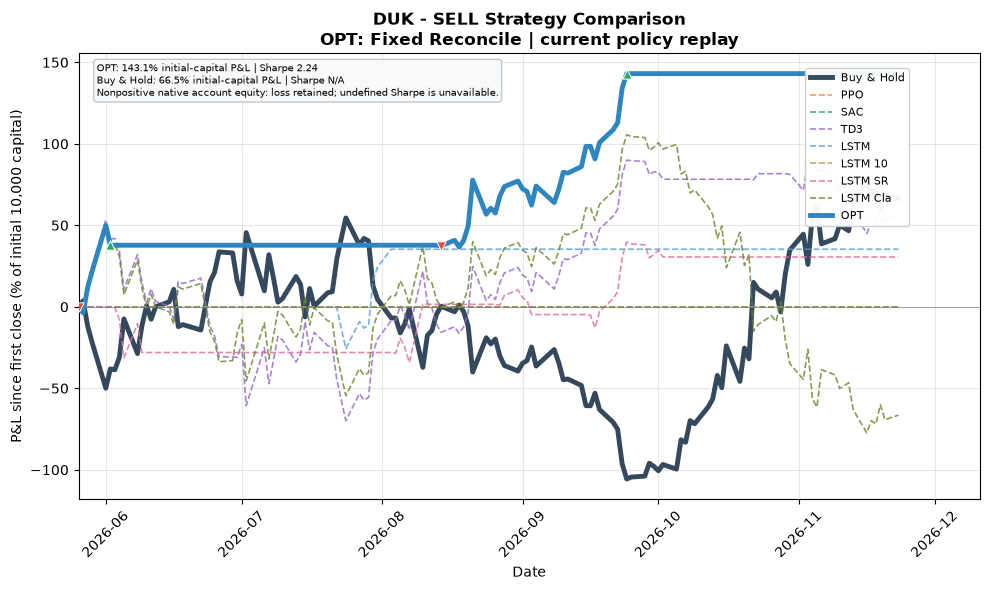 DUK - SELL Strategy Comparison
OPT: Fixed Reconcile | current policy replay
OPT: 143.1% initial-capital P&L | Sharpe 2.24
Buy & Hold: 66.5% initial-capital P&L | Sharpe N/A
Nonpositive native account equity: loss retained; undefined Sharpe is unavailable.
Buy & Hold
PPO
SAC
TD3
LSTM
LSTM 10
LSTM SR
LSTM Cla
OPT
P&L since first close (% of initial 10,000 capital)
150
100
50
0
−50
−100
2026-06
2026-07
2026-08
2026-09
2026-10
2026-11
2026-12
Date